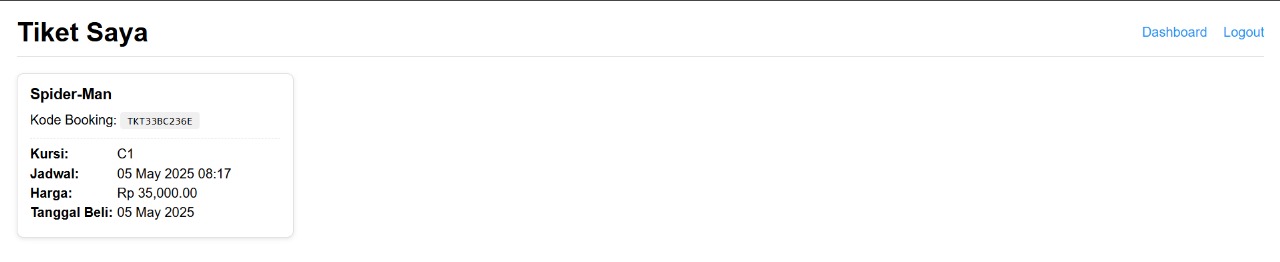 Tiket Saya
Dashboard Logout
Spider-Man
Kode Booking: TKT33BC236E
Kursi: C1
Jadwal: 05 May 2025 08:17
Harga: Rp 35,000.00
Tanggal Beli: 05 May 2025